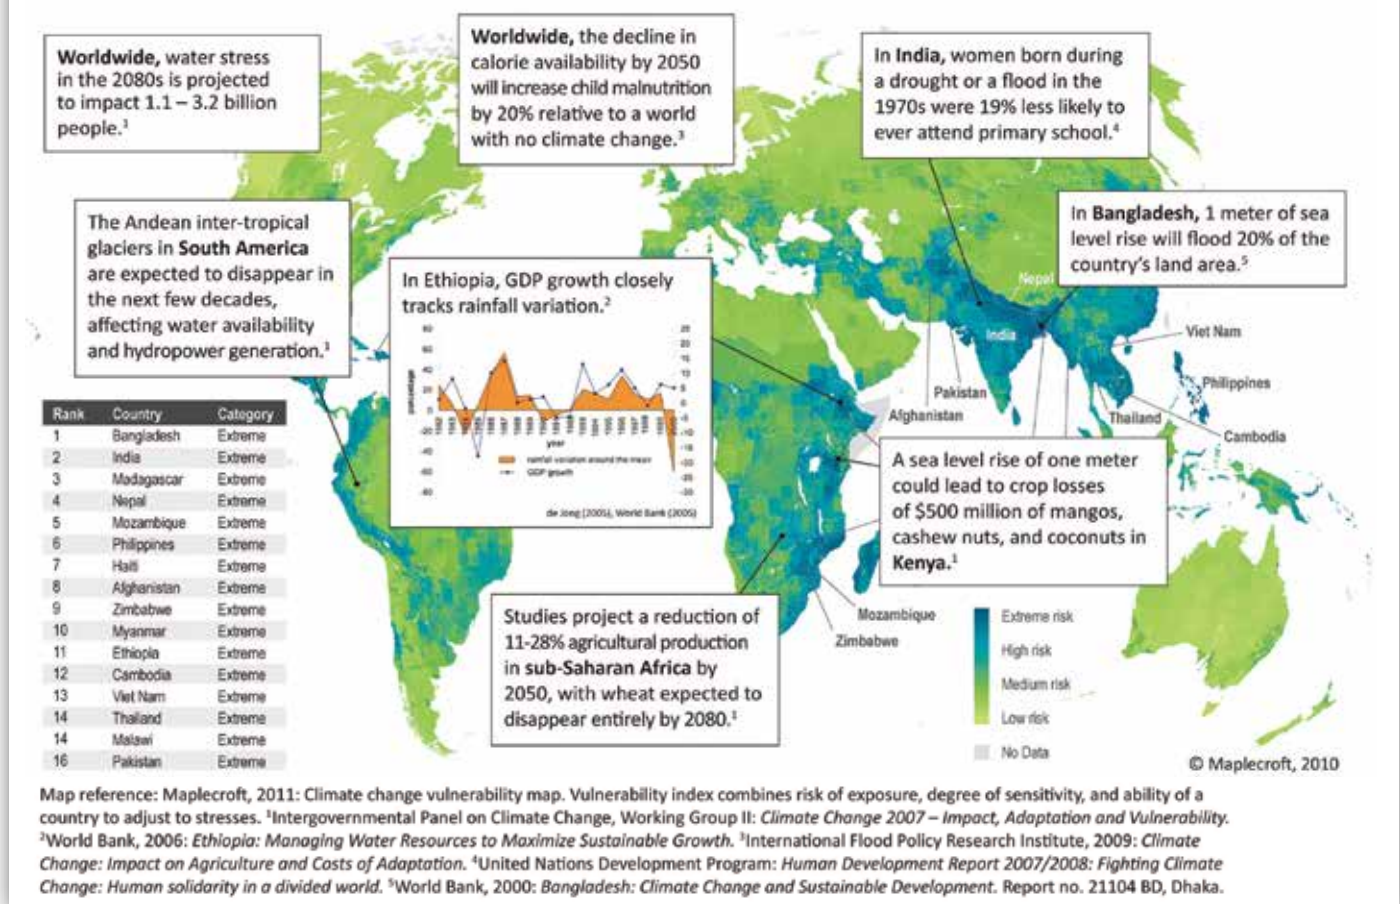 Worldwide, water stress
in the 2080s is projected
to impact 1.1 – 3.2 billion
people.¹
Worldwide, the decline in
calorie availability by 2050
will increase child malnutrition
by 20% relative to a world
with no climate change.³
In India, women born during
a drought or a flood in the
1970s were 19% less likely to
ever attend primary school.⁴
The Andean inter-tropical
glaciers in South America
are expected to disappear in
the next few decades,
affecting water availability
and hydropower generation.¹
In Bangladesh, 1 meter of sea
level rise will flood 20% of the
country's land area.⁵
In Ethiopia, GDP growth closely
tracks rainfall variation.²
percentage
year
rainfall variation around the mean
GDP growth
de Jong (2005), World Bank (2005)
Nepal
India
Viet Nam
Philippines
Pakistan
Afghanistan
Thailand
Cambodia
Rank Country Category
1 Bangladesh Extreme
2 India Extreme
3 Madagascar Extreme
4 Nepal Extreme
5 Mozambique Extreme
6 Philippines Extreme
7 Haiti Extreme
8 Afghanistan Extreme
9 Zimbabwe Extreme
10 Myanmar Extreme
11 Ethiopia Extreme
12 Cambodia Extreme
13 Viet Nam Extreme
14 Thailand Extreme
14 Malawi Extreme
16 Pakistan Extreme
A sea level rise of one meter
could lead to crop losses
of $500 million of mangos,
cashew nuts, and coconuts in
Kenya.¹
Studies project a reduction of
11-28% agricultural production
in sub-Saharan Africa by
2050, with wheat expected to
disappear entirely by 2080.¹
Mozambique
Zimbabwe
Extreme risk
High risk
Medium risk
Low risk
No Data
© Maplecroft, 2010
Map reference: Maplecroft, 2011: Climate change vulnerability map. Vulnerability index combines risk of exposure, degree of sensitivity, and ability of a
country to adjust to stresses. ¹Intergovernmental Panel on Climate Change, Working Group II: Climate Change 2007 – Impact, Adaptation and Vulnerability.
²World Bank, 2006: Ethiopia: Managing Water Resources to Maximize Sustainable Growth. ³International Flood Policy Research Institute, 2009: Climate
Change: Impact on Agriculture and Costs of Adaptation. ⁴United Nations Development Program: Human Development Report 2007/2008: Fighting Climate
Change: Human solidarity in a divided world. ⁵World Bank, 2000: Bangladesh: Climate Change and Sustainable Development. Report no. 21104 BD, Dhaka.